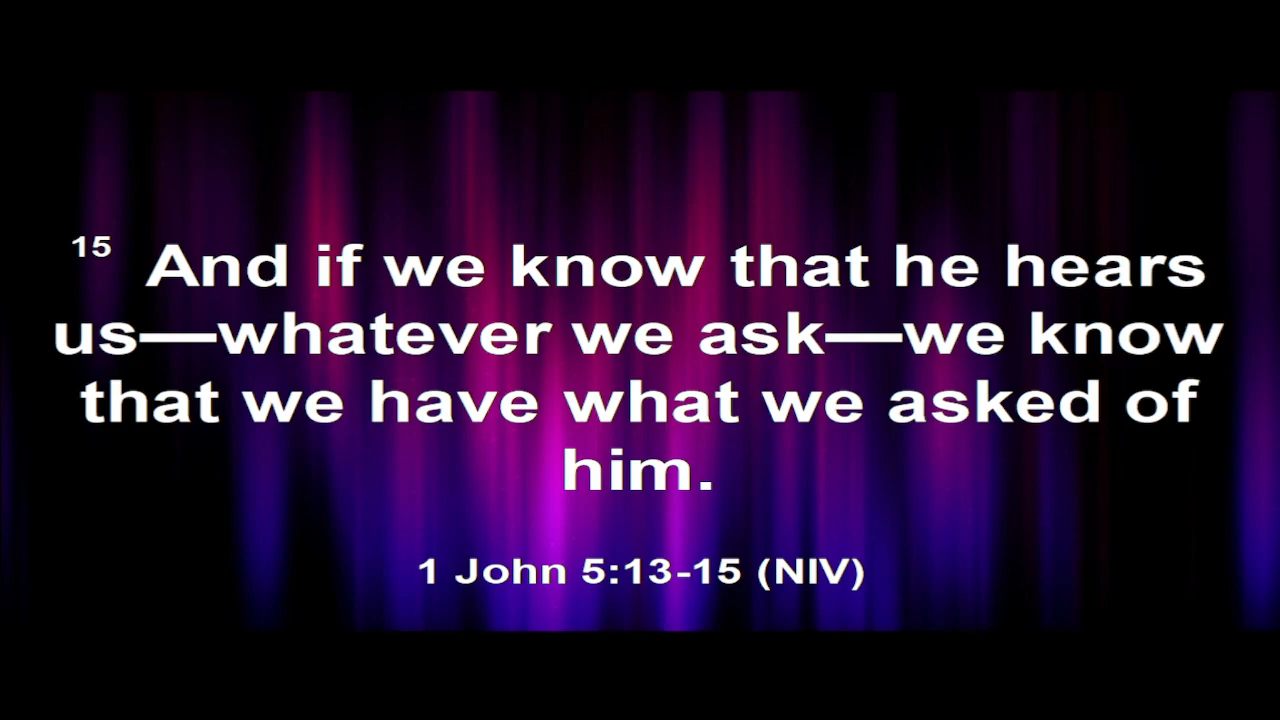 15 And if we know that he hears
us—whatever we ask—we know
that we have what we asked of
him.
1 John 5:13-15 (NIV)